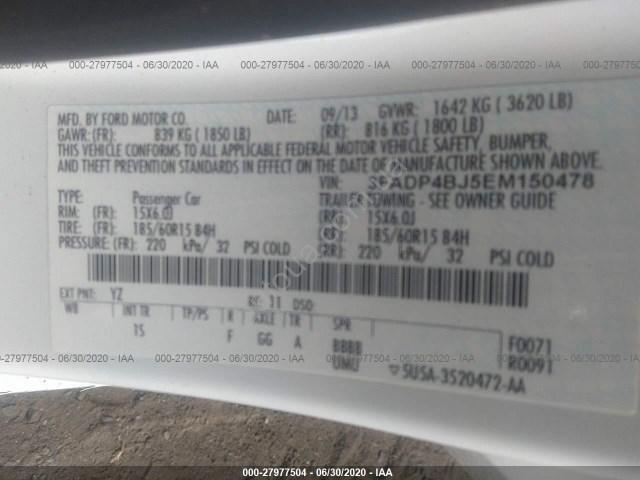 000-27977504 - 06/30/2020 - IAA
MFD. BY FORD MOTOR CO. DATE: 09/13 GVWR: 1642 KG ( 3620 LB)
GAWR: (FR): 839 KG ( 1850 LB) (RR): 816 KG ( 1800 LB)
THIS VEHICLE CONFORMS TO ALL APPLICABLE FEDERAL MOTOR VEHICLE SAFETY, BUMPER,
AND THEFT PREVENTION STANDARDS IN EFFECT ON THE DATE OF MANUFACTURE SHOWN ABOVE.
VIN: 3FADP4BJ5EM150478
TYPE: Passenger Car TRAILER TOWING - SEE OWNER GUIDE
RIM: (FR): 15X6.0J (RR): 15X6.0J
TIRE: (FR): 185/60R15 84H (RR): 185/60R15 84H
PRESSURE: (FR): 220 kPa/ 32 PSI COLD (RR): 220 kPa/ 32 PSI COLD
EXT PNT: YZ RC: 11 DSO:
WB INT TR TP/PS R AXLE TR SPR
15 F GG A BBBB F0071
UMU R0091
5U5A-3520472-AA
000-27977504 - 06/30/2020 - IAA
000-27977504 - 06/30/2020 - IAA